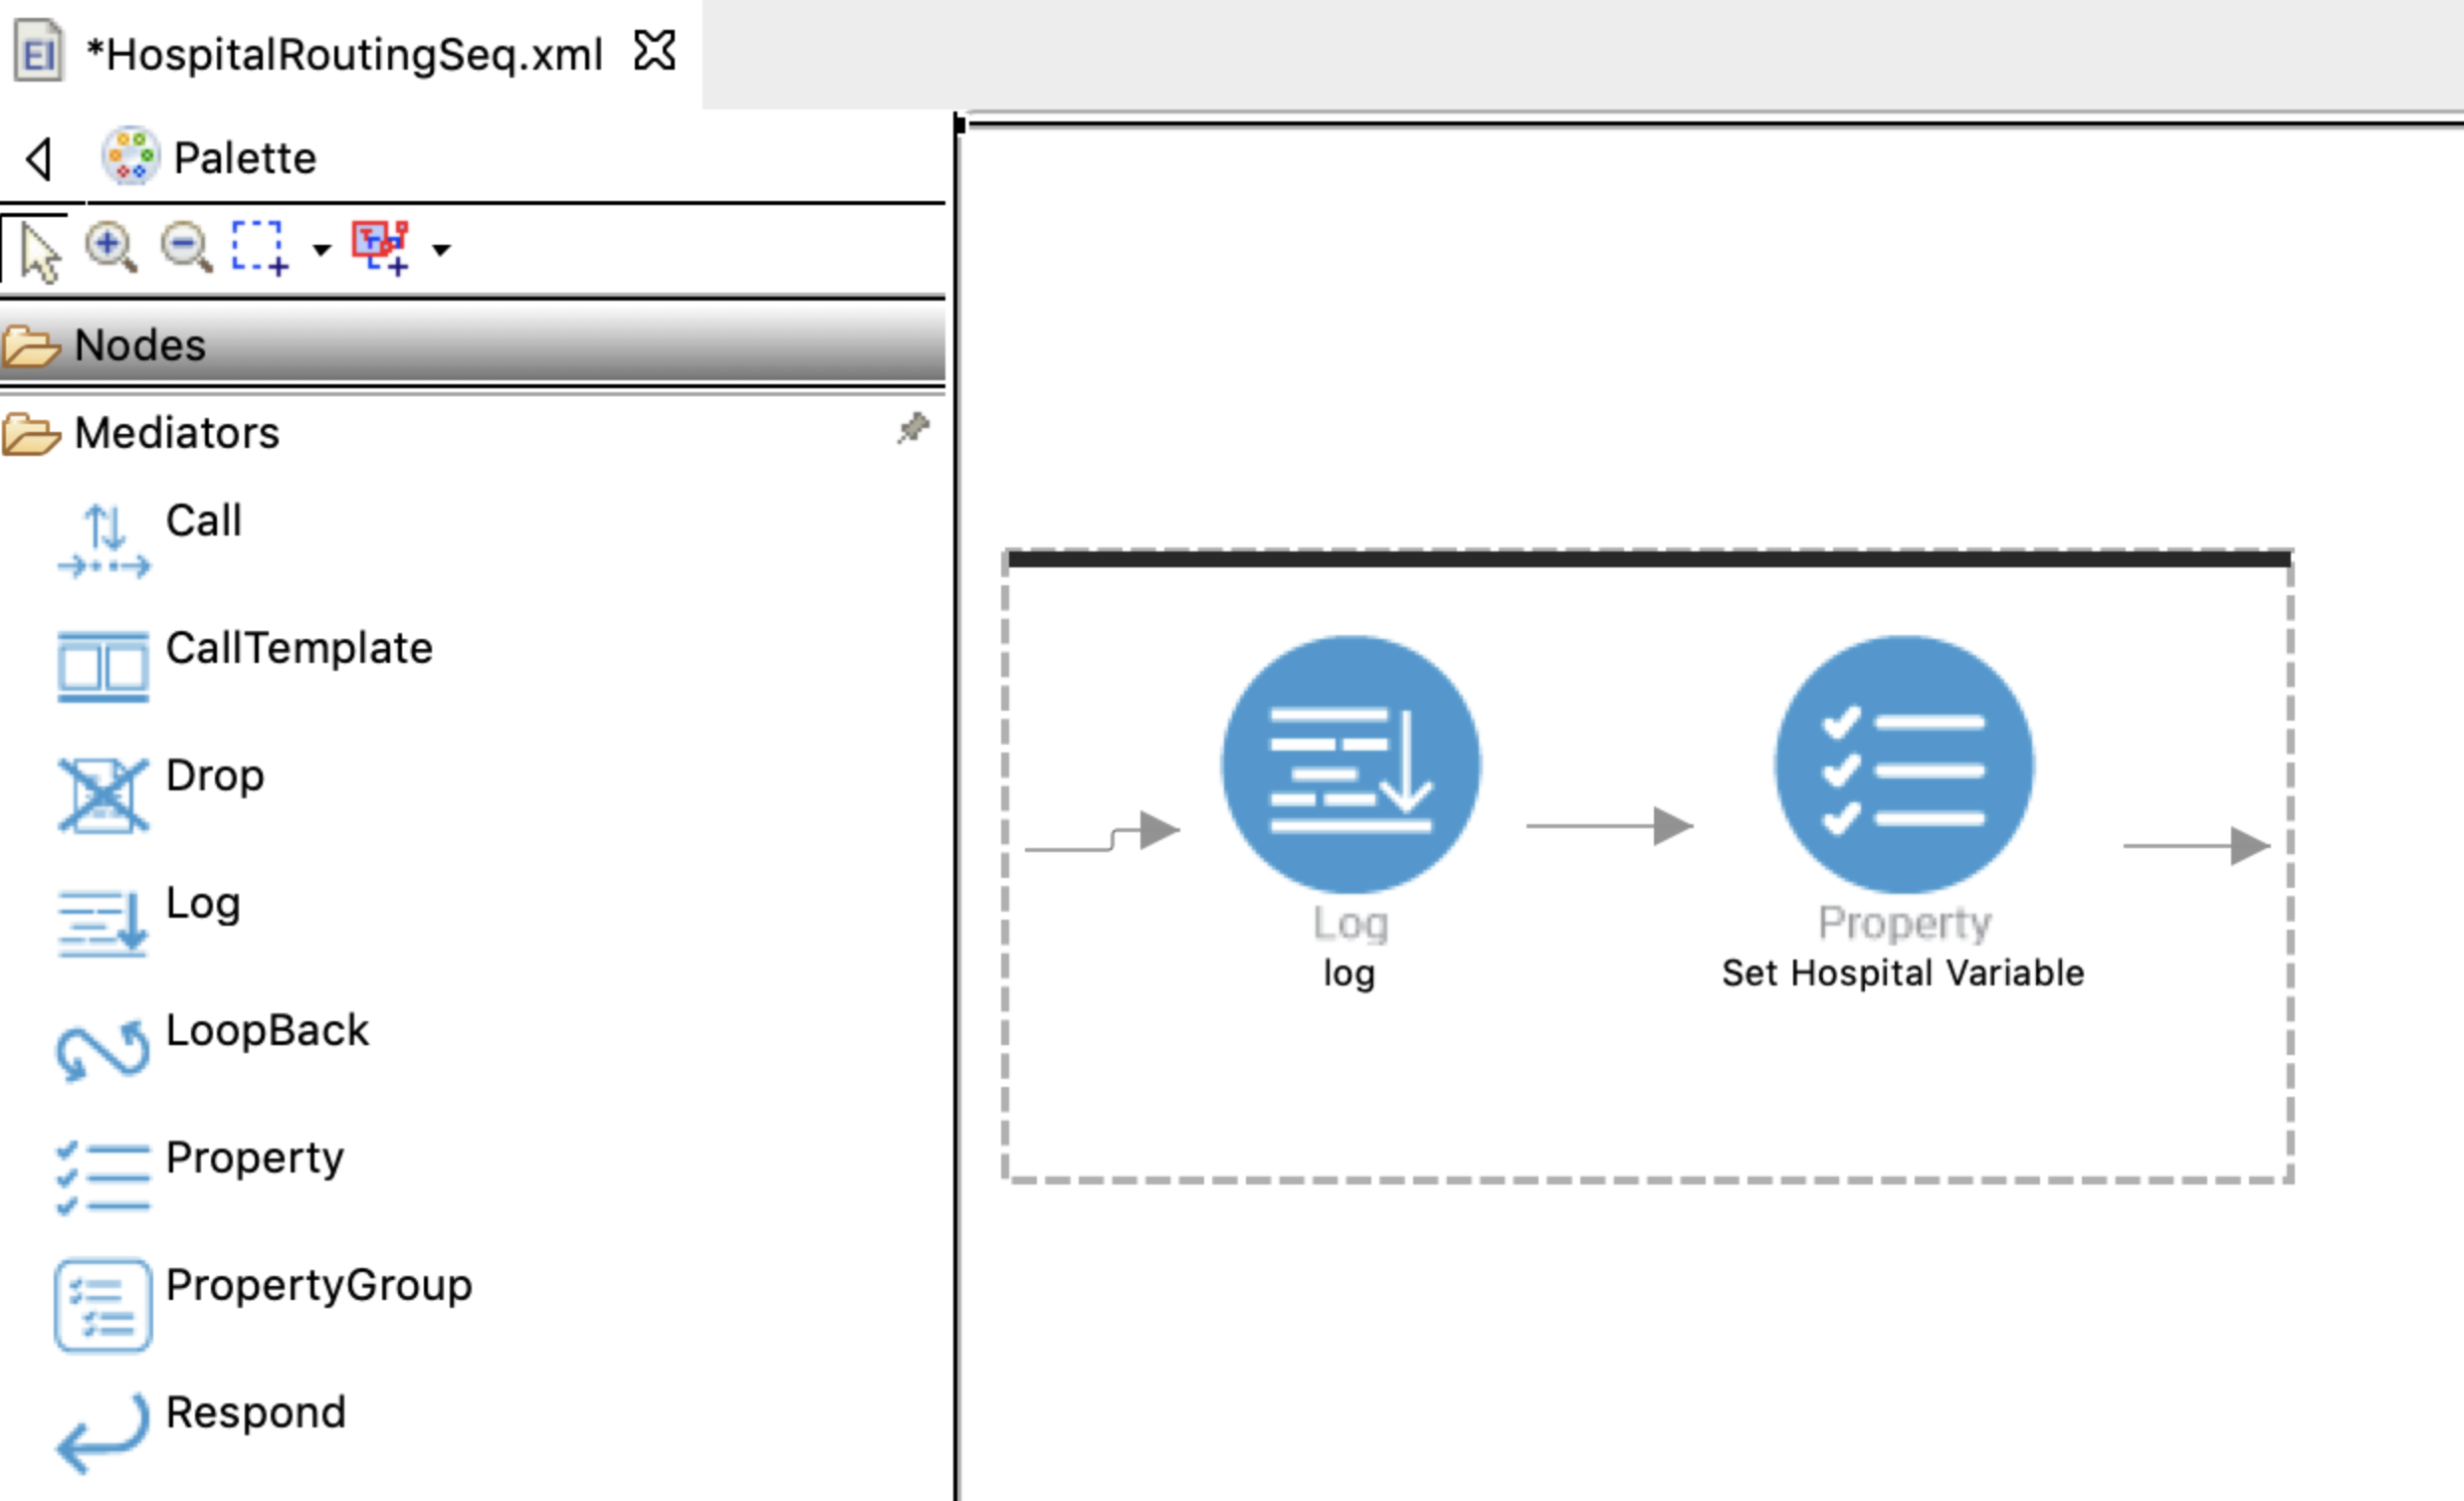 EI *HospitalRoutingSeq.xml
Palette
Nodes
Mediators
Call
CallTemplate
Drop
Log
LoopBack
Property
PropertyGroup
Respond
Log
log
Property
Set Hospital Variable